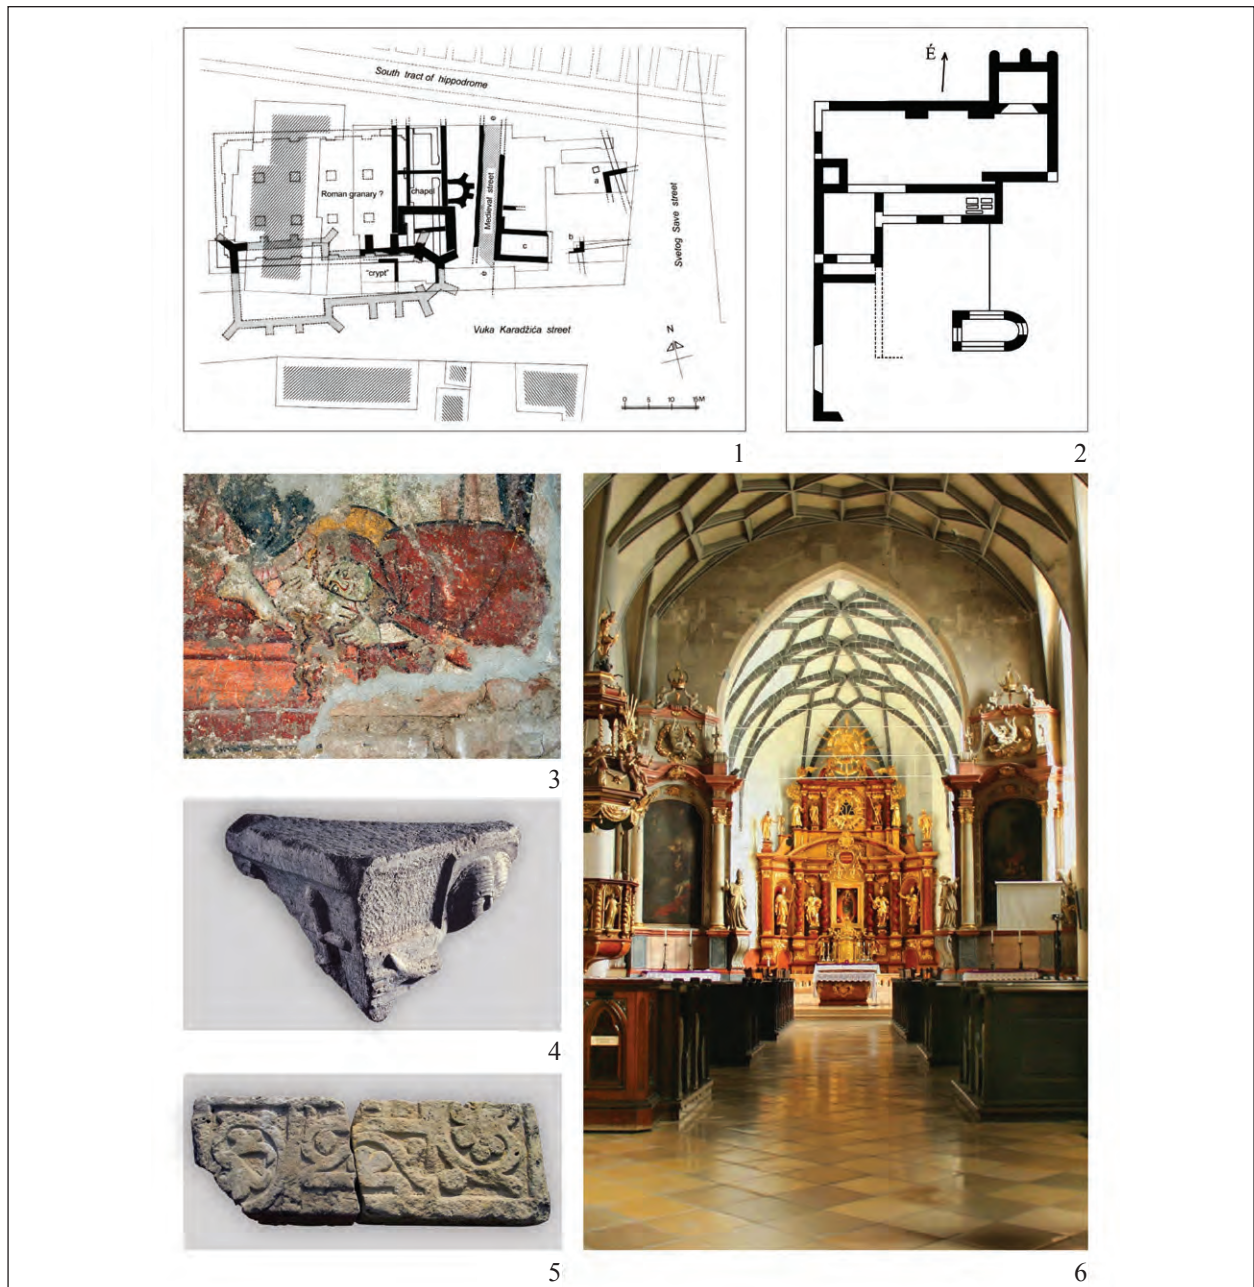 South tract of hippodrome
e
Roman granary ?
chapel
Medieval street
a
b
c
"crypt"
e
Svetog Save street
Vuka Karadžića street
N
0 5 10 15M
1
É
2
3
4
5
6